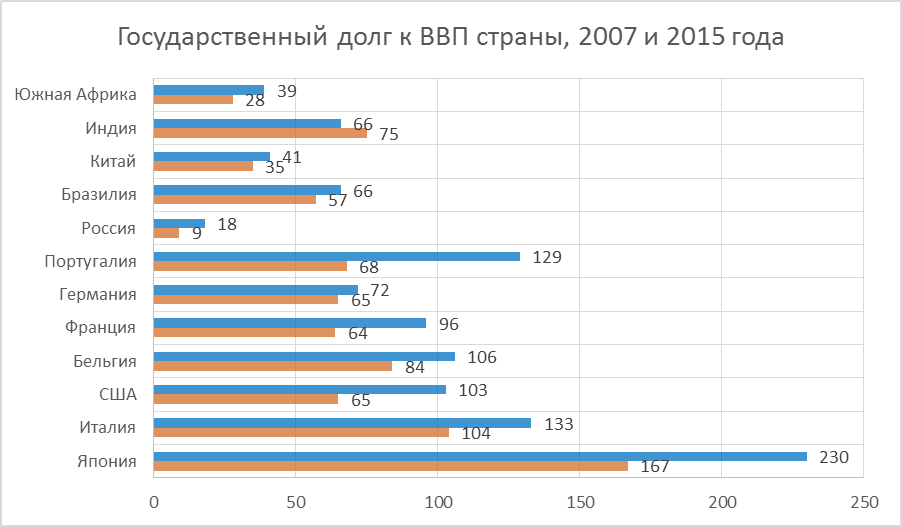 Государственный долг к ВВП страны, 2007 и 2015 года
Южная Африка 39
28
Индия 66
75
Китай 41
35
Бразилия 66
57
Россия 18
9
Португалия 129
68
Германия 72
65
Франция 96
64
Бельгия 106
84
США 103
65
Италия 133
104
Япония 230
167
0 50 100 150 200 250